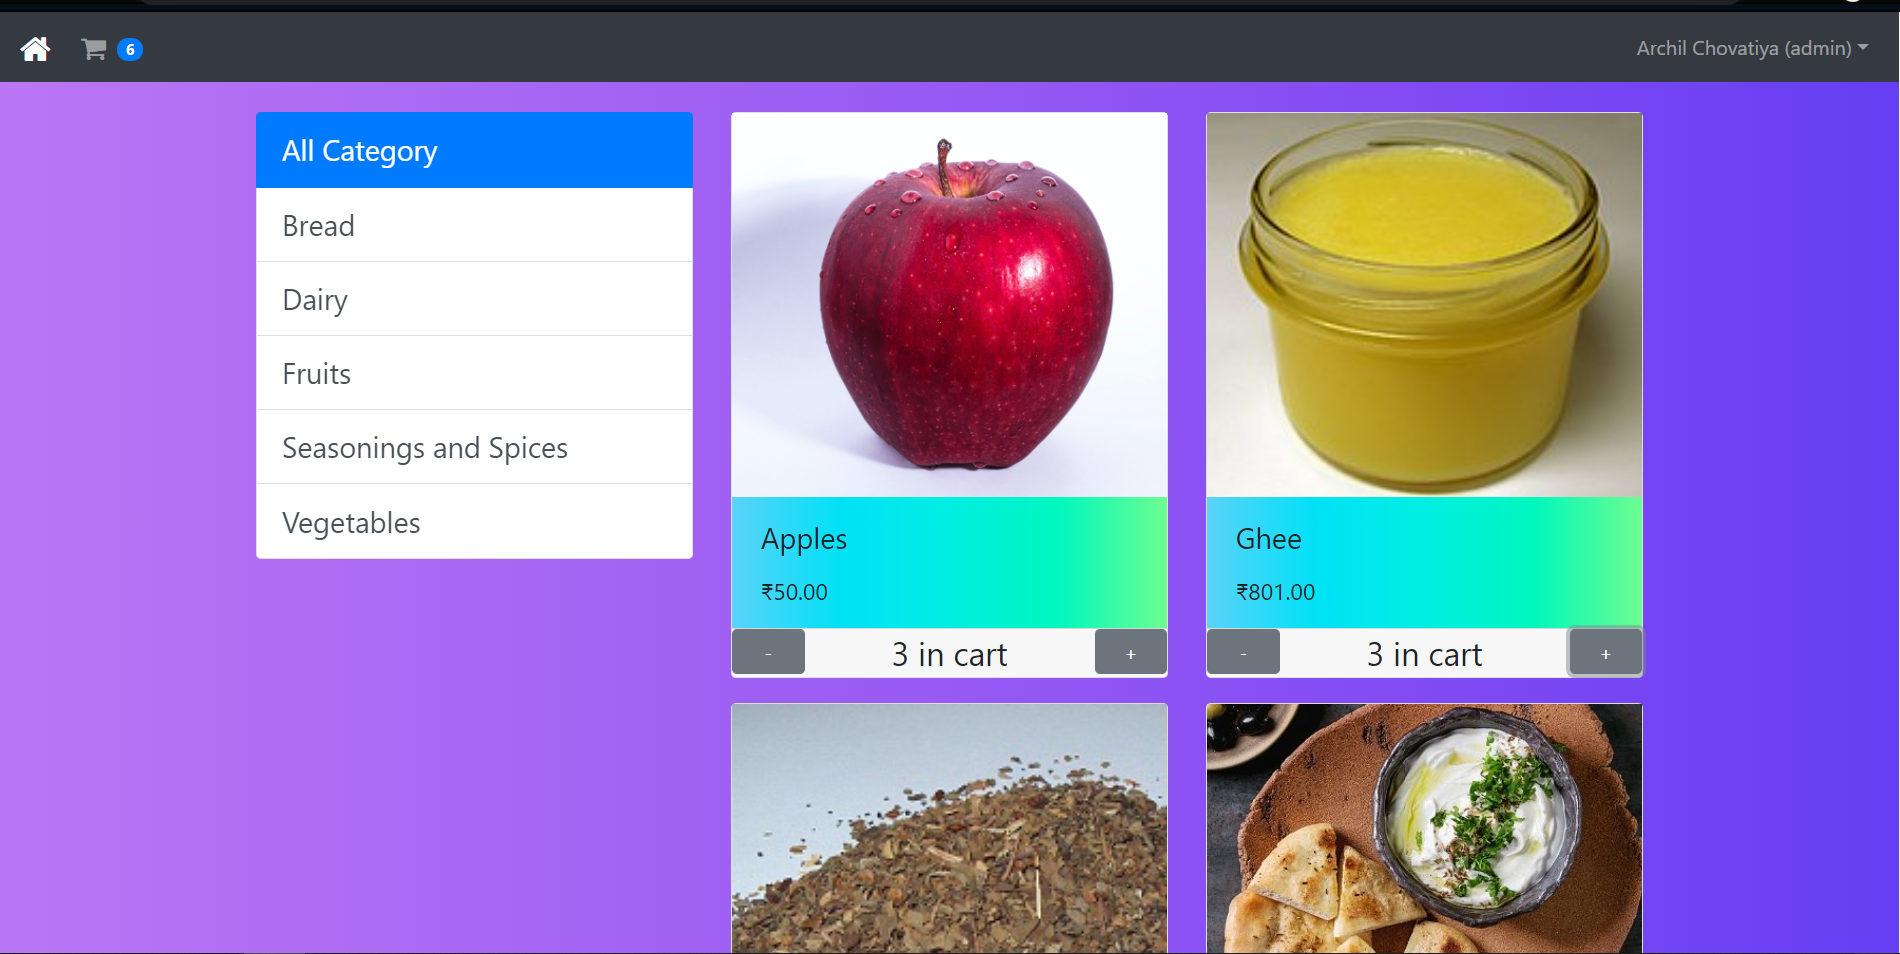 6
Archil Chovatiya (admin)
All Category
Bread
Dairy
Fruits
Seasonings and Spices
Vegetables
Apples
₹50.00
- 3 in cart +
Ghee
₹801.00
- 3 in cart +